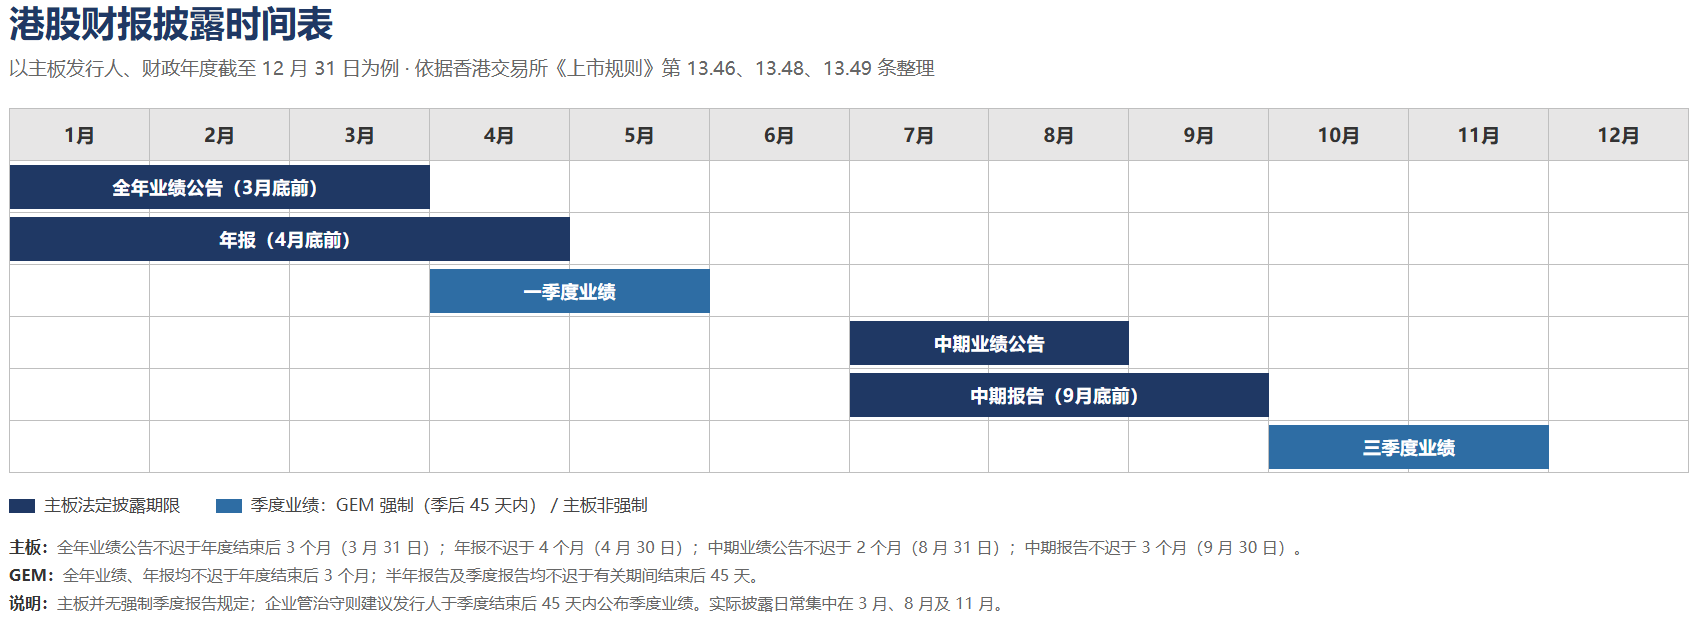 港股财报披露时间表
以主板发行人、财政年度截至 12 月 31 日为例 · 依据香港交易所《上市规则》第 13.46、13.48、13.49 条整理
1月 2月 3月 4月 5月 6月 7月 8月 9月 10月 11月 12月
全年业绩公告（3月底前）
年报（4月底前）
一季度业绩
中期业绩公告
中期报告（9月底前）
三季度业绩
主板法定披露期限 季度业绩：GEM 强制（季后 45 天内） / 主板非强制
主板：全年业绩公告不迟于年度结束后 3 个月（3 月 31 日）；年报不迟于 4 个月（4 月 30 日）；中期业绩公告不迟于 2 个月（8 月 31 日）；中期报告不迟于 3 个月（9 月 30 日）。
GEM：全年业绩、年报均不迟于年度结束后 3 个月；半年报告及季度报告均不迟于有关期间结束后 45 天。
说明：主板并无强制季度报告规定；企业管治守则建议发行人于季度结束后 45 天内公布季度业绩。实际披露日常集中在 3 月、8 月及 11 月。